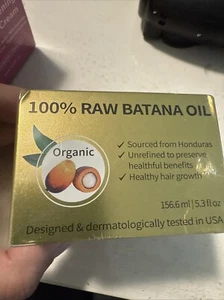 Cream
100% RAW BATANA OIL
Organic
✓ Sourced from Honduras
✓ Unrefined to preserve
healthful benefits
✓ Healthy hair growth
156.6 ml | 5.3 fl oz
Designed & dermatologically tested in USA